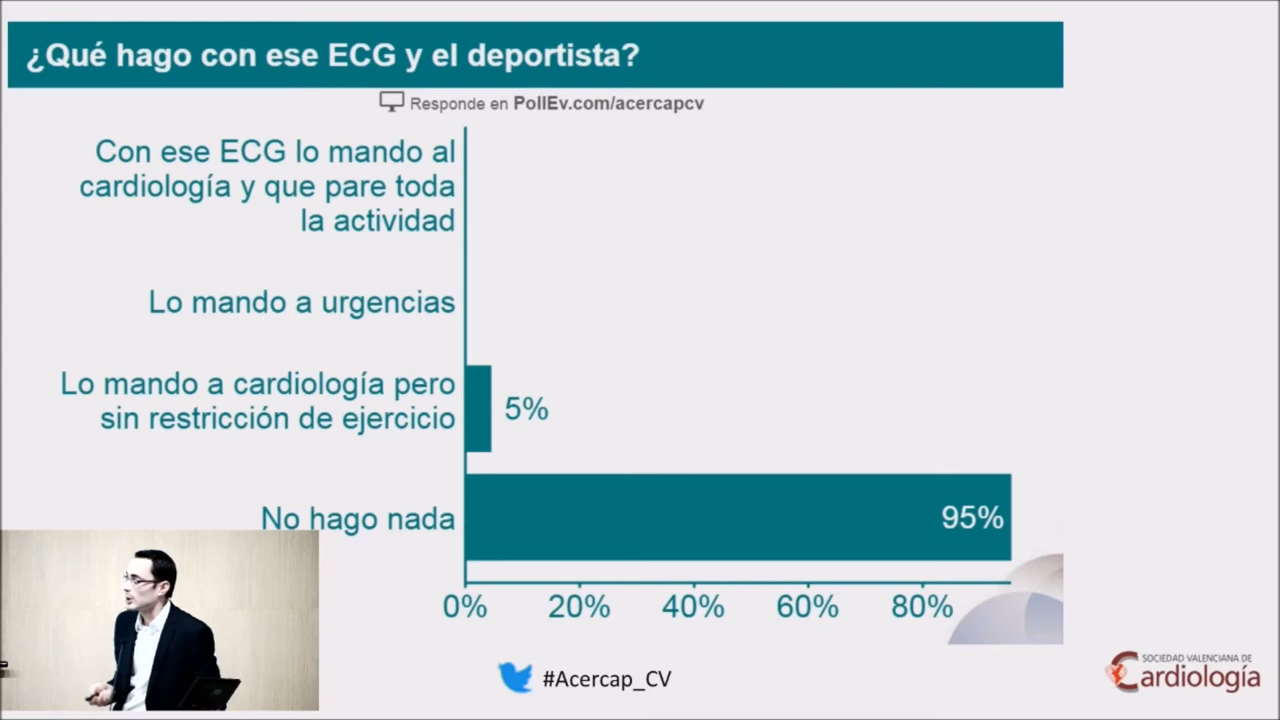 ¿Qué hago con ese ECG y el deportista?
Responde en PollEv.com/acercapcv
Con ese ECG lo mando al
cardiología y que pare toda
la actividad
Lo mando a urgencias
Lo mando a cardiología pero
sin restricción de ejercicio
5%
No hago nada
95%
0% 20% 40% 60% 80%
#Acercap_CV
SOCIEDAD VALENCIANA DE
Cardiología